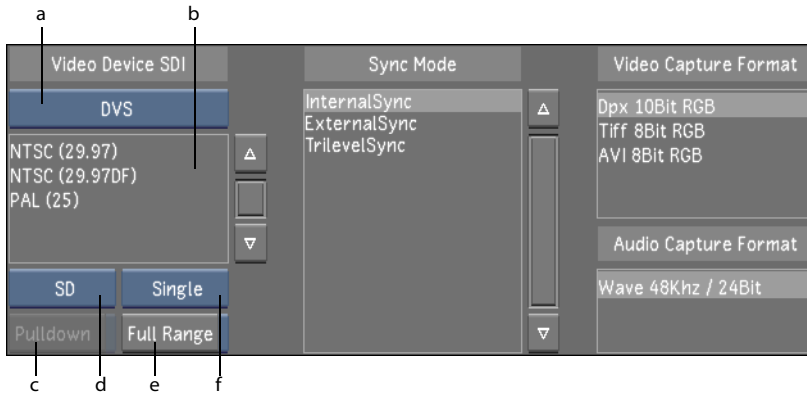 a b
Video Device SDI
Sync Mode
Video Capture Format
DVS
InternalSync
ExternalSync
TrilevelSync
Dpx 10Bit RGB
Tiff 8Bit RGB
AVI 8Bit RGB
NTSC (29.97)
NTSC (29.97DF)
PAL (25)
Audio Capture Format
Wave 48Khz / 24Bit
SD Single
Pulldown Full Range
c d e f